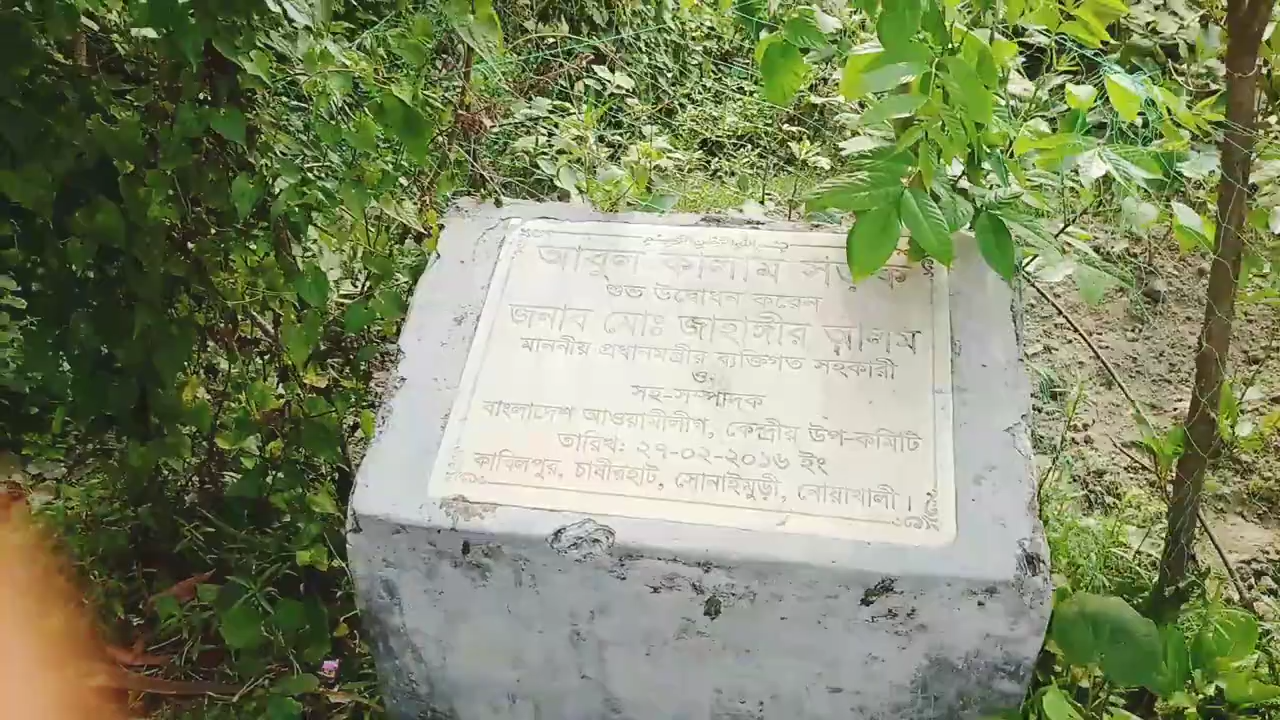 আবুল কালাম সড়ক
শুভ উদ্বোধন করেন
জনাব মোঃ জাহাঙ্গীর আলম
মাননীয় প্রধানমন্ত্রীর ব্যক্তিগত সহকারী
ও
সহ-সম্পাদক
বাংলাদেশ আওয়ামীলীগ, কেন্দ্রীয় উপ-কমিটি
তারিখ: ২৭-০২-২০১৬ ইং
কাবিলপুর, চাষীরহাট, সোনাইমুড়ী, নোয়াখালী।